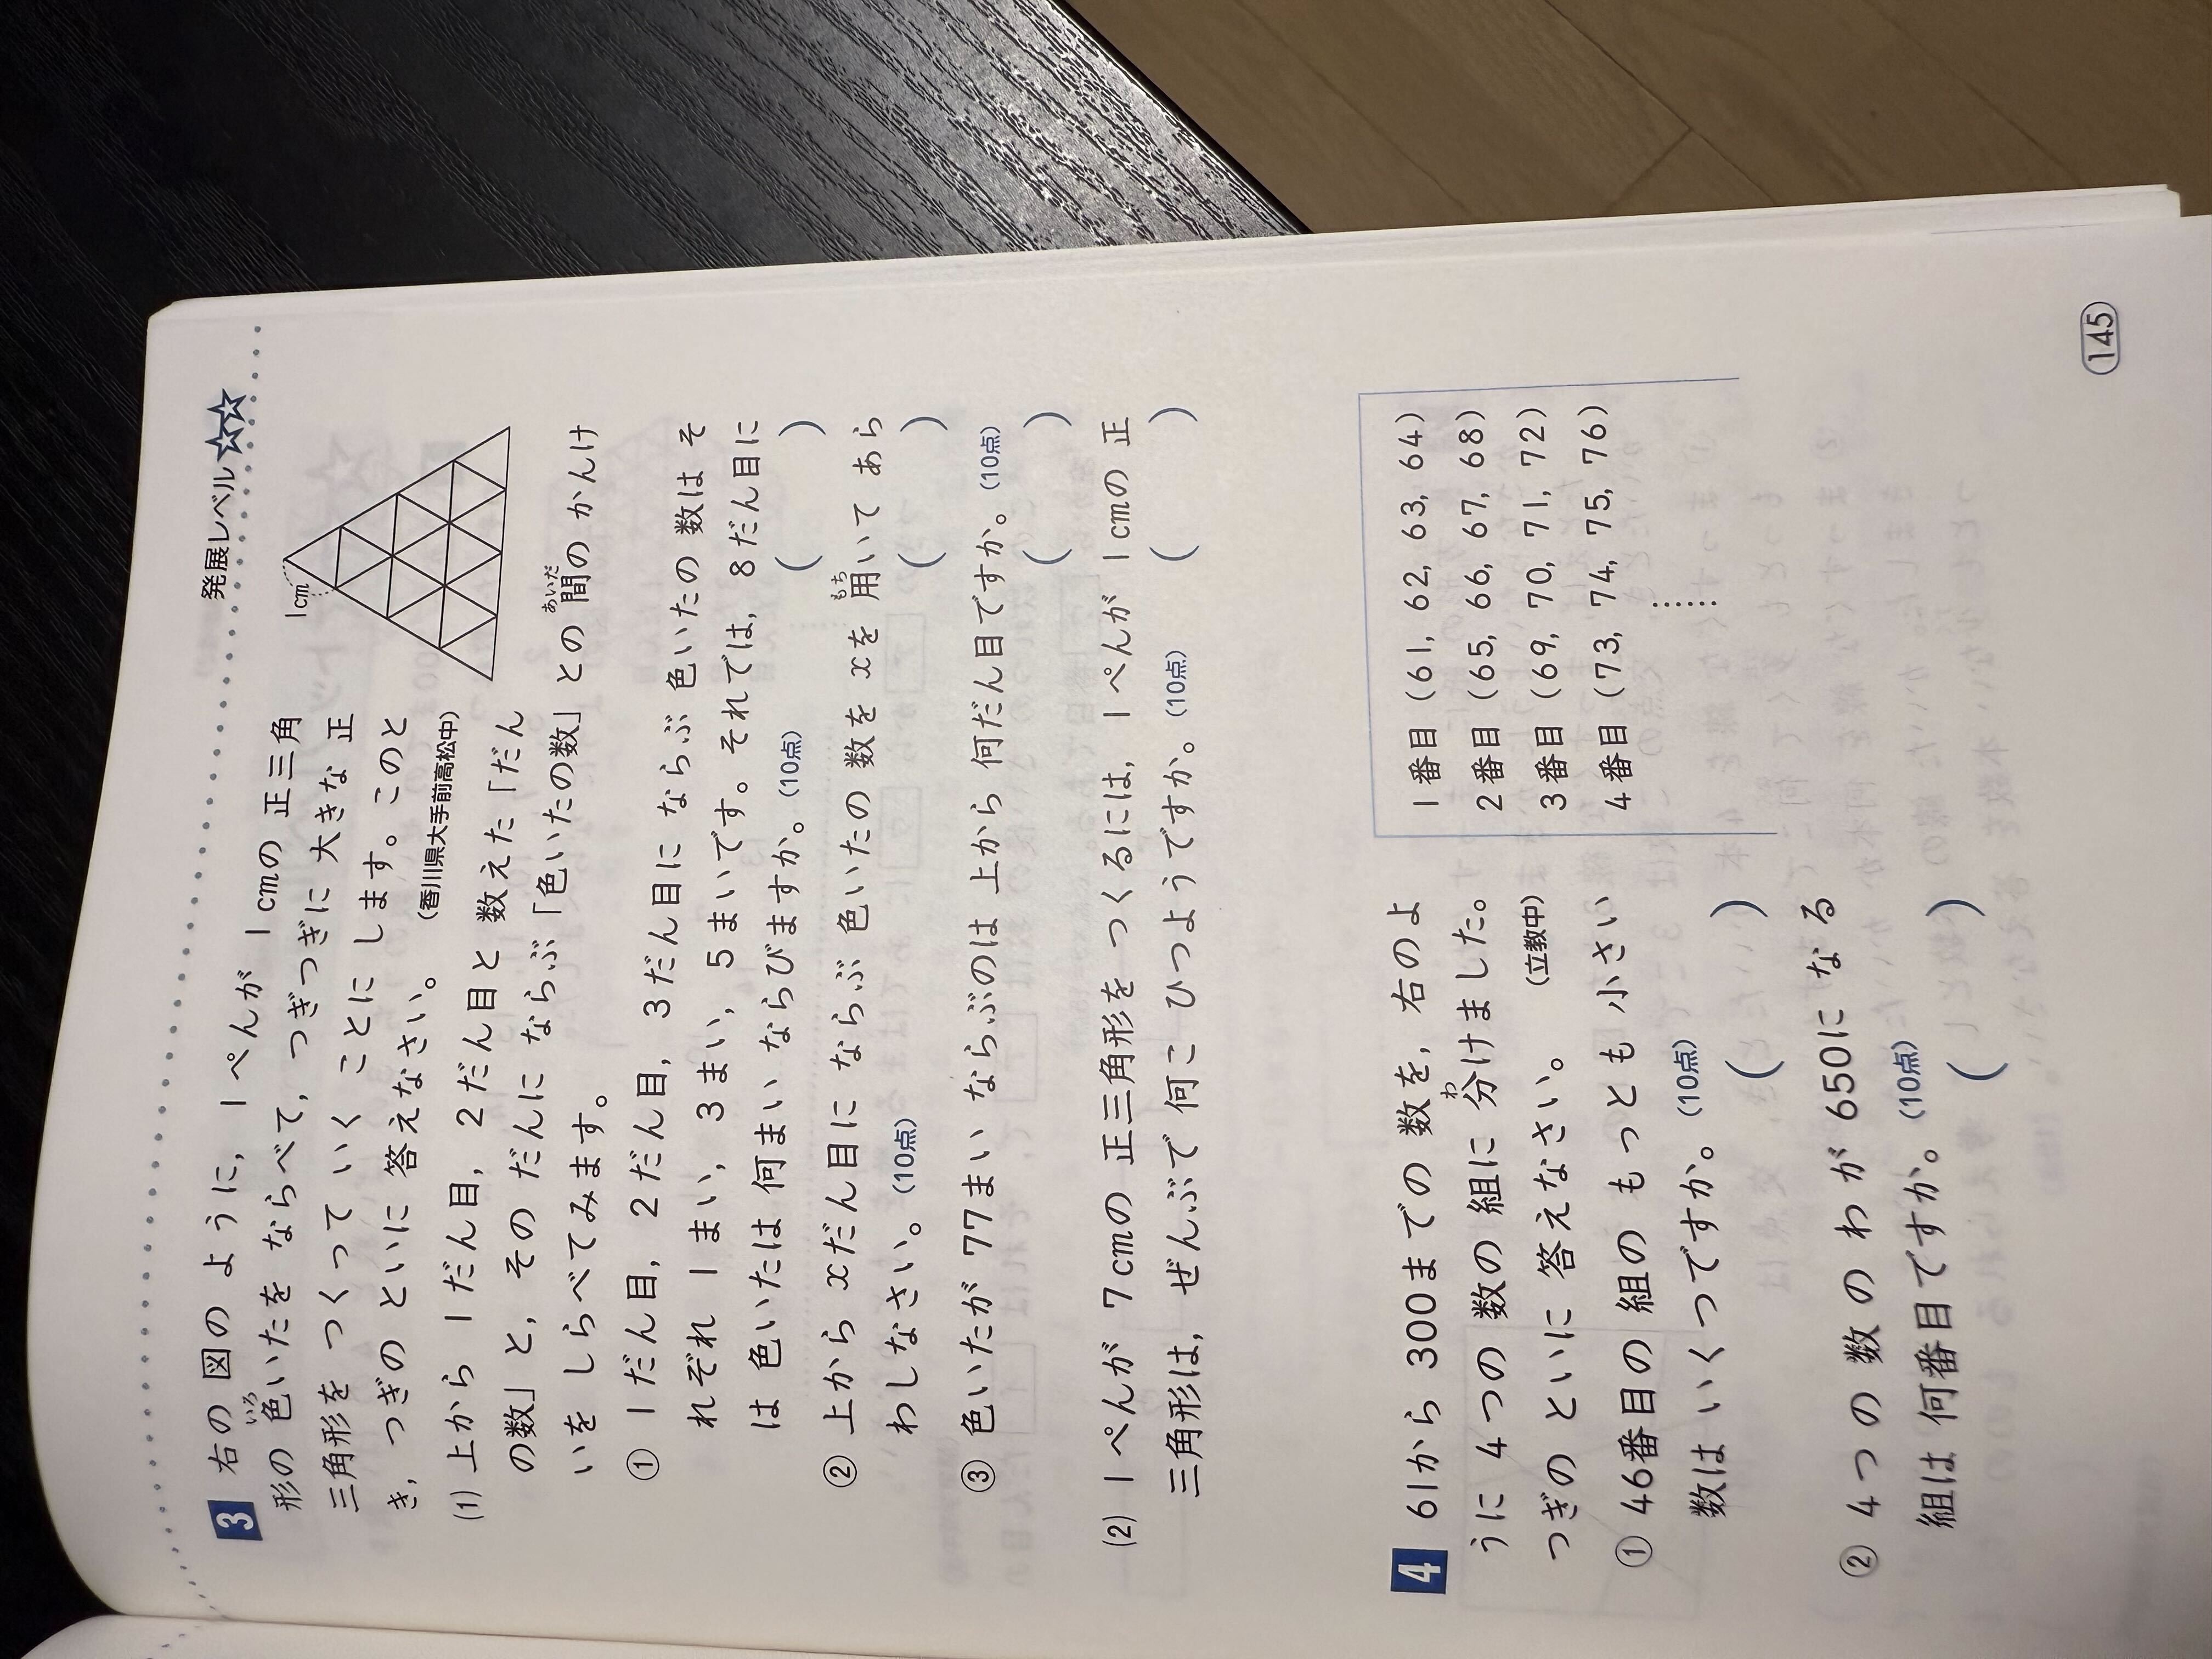 発展レベル☆☆
3 右の 図の ように，1ぺんが 1cmの 正三角
形の 色いたを ならべて，つぎつぎに 大きな 正
三角形を つくって いく ことに します。このと
き，つぎの といに 答えなさい。
いろ
(香川県大手前高松中)
1cm
(1) 上から 1だん目，2だん目と 数えた「だん
の数」と，その だんに ならぶ「色いたの数」との 間の かんけ
あいだ
いを しらべてみます。
① 1だん目，2だん目，3だん目に ならぶ 色いたの 数は そ
れぞれ 1まい，3まい，5まいです。それでは，8だん目に
は 色いたは 何まい ならびますか。(10点)
( )
② 上から xだん目に ならぶ 色いたの 数を xを 用いて あら
もち
わしなさい。(10点)
( )
③ 色いたが 77まい ならぶのは 上から 何だん目ですか。(10点)
( )
(2) 1ぺんが 7cmの 正三角形を つくるには，1ぺんが 1cmの 正
三角形は，ぜんぶで 何こ ひつようですか。(10点)
( )
4 61から 300までの 数を，右のよ
うに 4つの 数の 組に 分けました。
わ
つぎの といに 答えなさい。 (立教中)
1番目 (61, 62, 63, 64)
2番目 (65, 66, 67, 68)
3番目 (69, 70, 71, 72)
4番目 (73, 74, 75, 76)
⋮
① 46番目の 組の もっとも 小さい
数は いくつですか。(10点)
( )
② 4つの 数の わが 650に なる
組は 何番目ですか。(10点)
( )
145